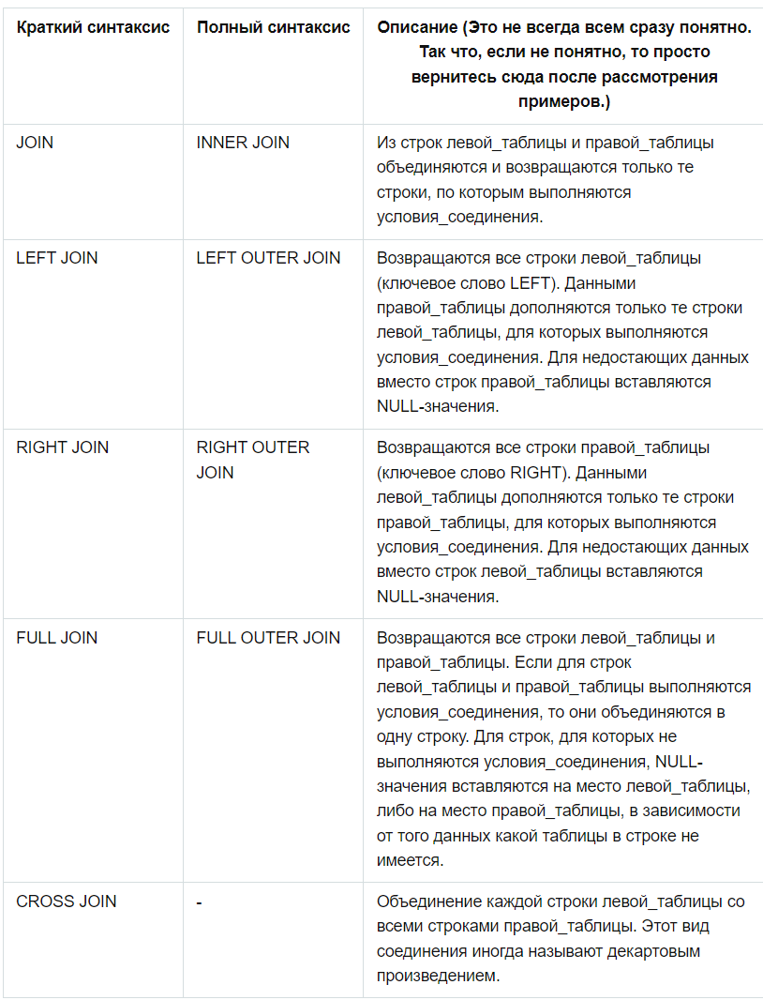 Краткий синтаксис
Полный синтаксис
Описание (Это не всегда всем сразу понятно.
Так что, если не понятно, то просто
вернитесь сюда после рассмотрения
примеров.)
JOIN
INNER JOIN
Из строк левой_таблицы и правой_таблицы
объединяются и возвращаются только те
строки, по которым выполняются
условия_соединения.
LEFT JOIN
LEFT OUTER JOIN
Возвращаются все строки левой_таблицы
(ключевое слово LEFT). Данными
правой_таблицы дополняются только те строки
левой_таблицы, для которых выполняются
условия_соединения. Для недостающих данных
вместо строк правой_таблицы вставляются
NULL-значения.
RIGHT JOIN
RIGHT OUTER
JOIN
Возвращаются все строки правой_таблицы
(ключевое слово RIGHT). Данными
левой_таблицы дополняются только те строки
правой_таблицы, для которых выполняются
условия_соединения. Для недостающих данных
вместо строк левой_таблицы вставляются
NULL-значения.
FULL JOIN
FULL OUTER JOIN
Возвращаются все строки левой_таблицы и
правой_таблицы. Если для строк
левой_таблицы и правой_таблицы выполняются
условия_соединения, то они объединяются в
одну строку. Для строк, для которых не
выполняются условия_соединения, NULL-
значения вставляются на место левой_таблицы,
либо на место правой_таблицы, в зависимости
от того данных какой таблицы в строке не
имеется.
CROSS JOIN
-
Объединение каждой строки левой_таблицы со
всеми строками правой_таблицы. Этот вид
соединения иногда называют декартовым
произведением.